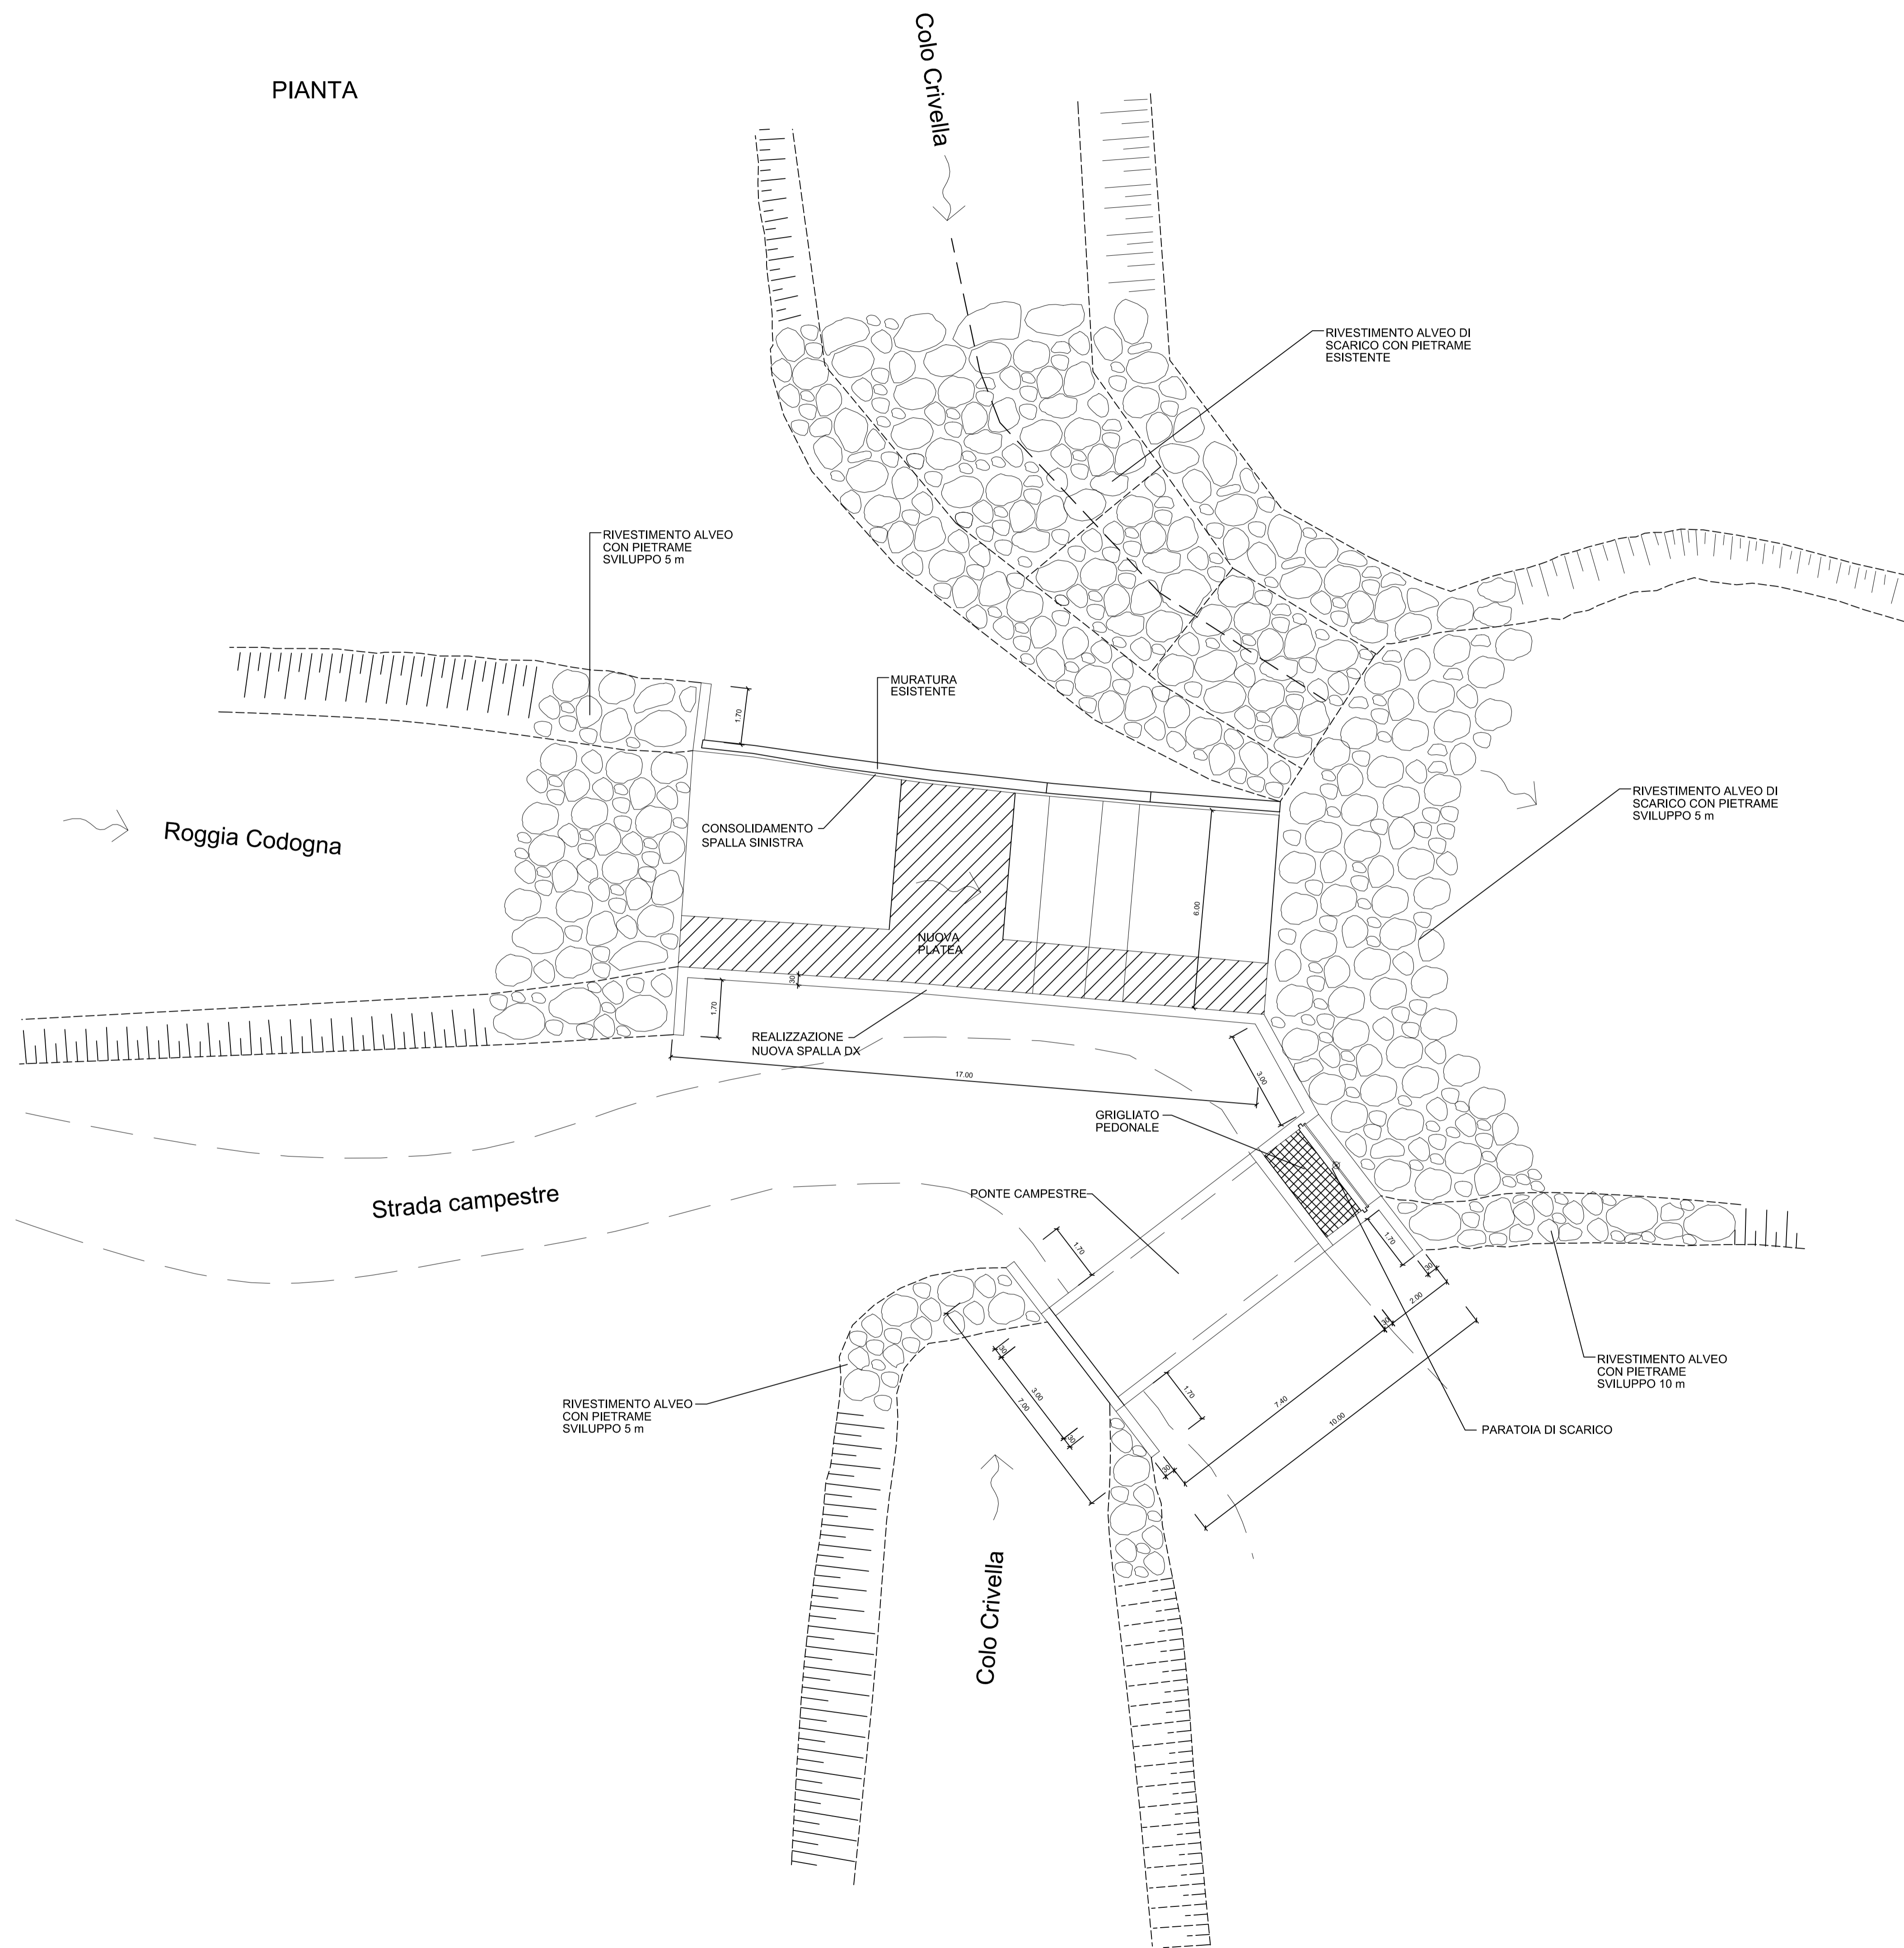 PIANTA
Colo Crivella
RIVESTIMENTO ALVEO DI
SCARICO CON PIETRAME
ESISTENTE
RIVESTIMENTO ALVEO
CON PIETRAME
SVILUPPO 5 m
MURATURA
ESISTENTE
1.70
Roggia Codogna
CONSOLIDAMENTO
SPALLA SINISTRA
RIVESTIMENTO ALVEO DI
SCARICO CON PIETRAME
SVILUPPO 5 m
6.00
NUOVA
PLATEA
30
1.70
REALIZZAZIONE
NUOVA SPALLA DX
17.00
3.00
GRIGLIATO
PEDONALE
Strada campestre
PONTE CAMPESTRE
1.70
1.70
30
2.00
30
RIVESTIMENTO ALVEO
CON PIETRAME
SVILUPPO 10 m
30
3.00
7.00
30
1.70
7.40
10.00
RIVESTIMENTO ALVEO
CON PIETRAME
SVILUPPO 5 m
PARATOIA DI SCARICO
30
Colo Crivella